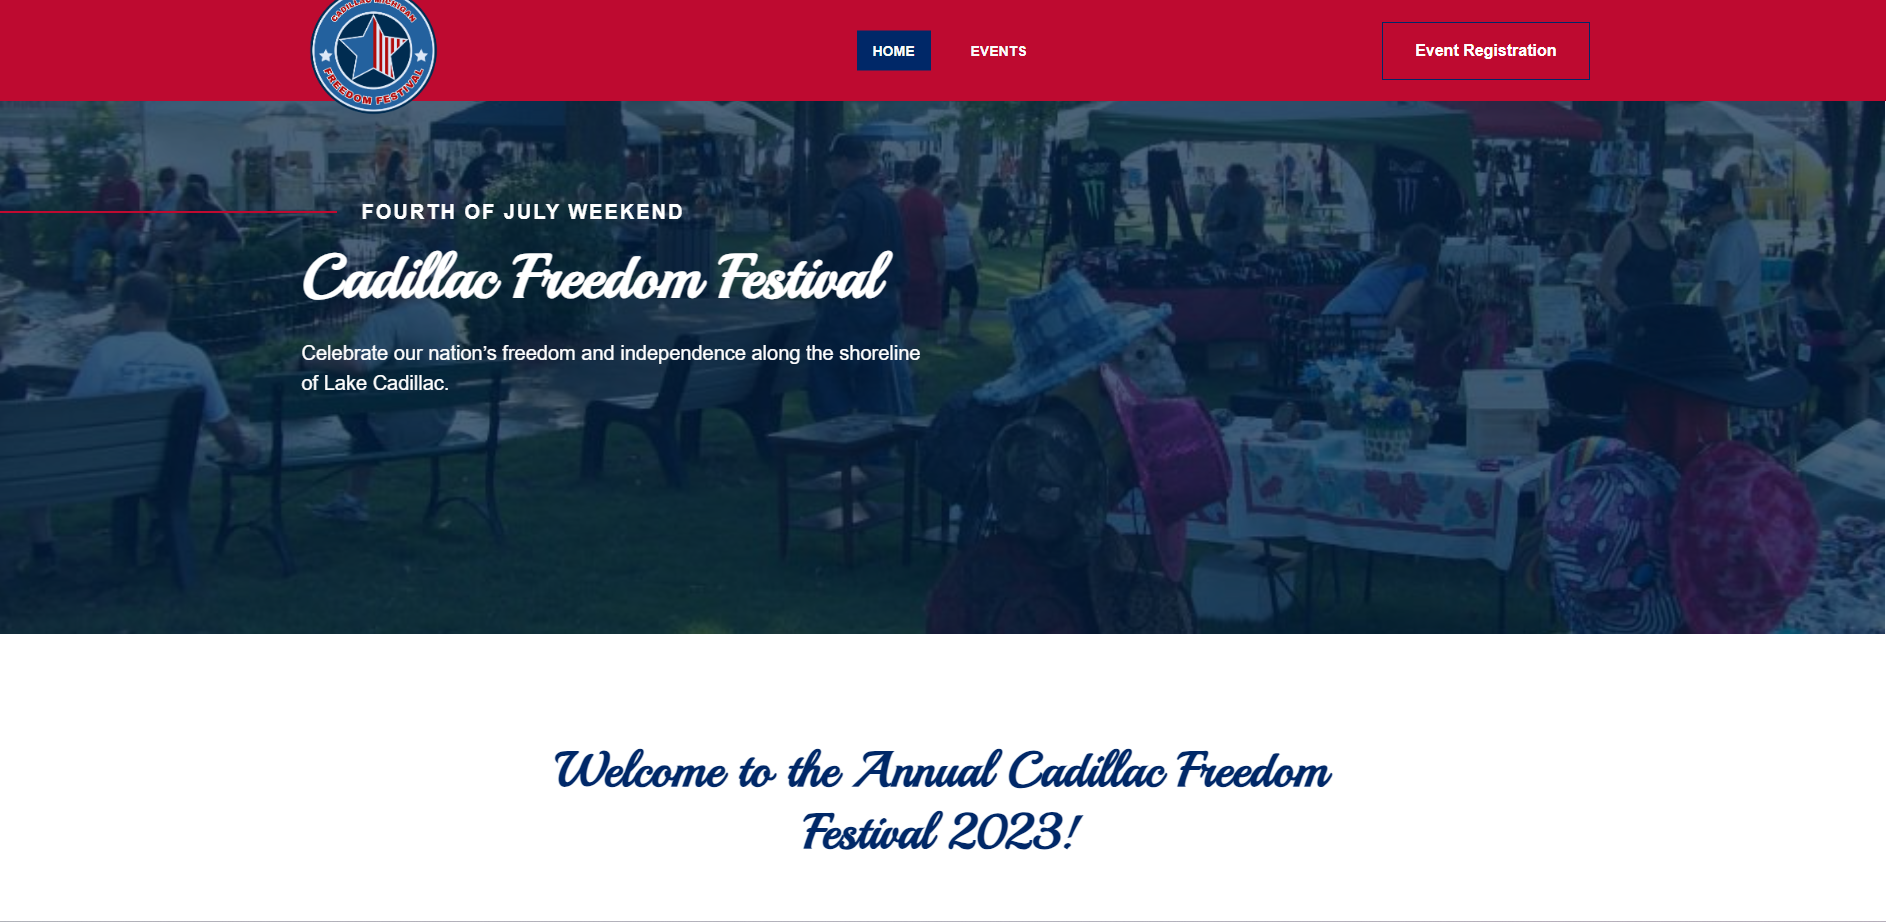 CADILLAC MICHIGAN
FREEDOM FESTIVAL
HOME
EVENTS
Event Registration
FOURTH OF JULY WEEKEND
Cadillac Freedom Festival
Celebrate our nation’s freedom and independence along the shoreline
of Lake Cadillac.
Welcome to the Annual Cadillac Freedom
Festival 2023!